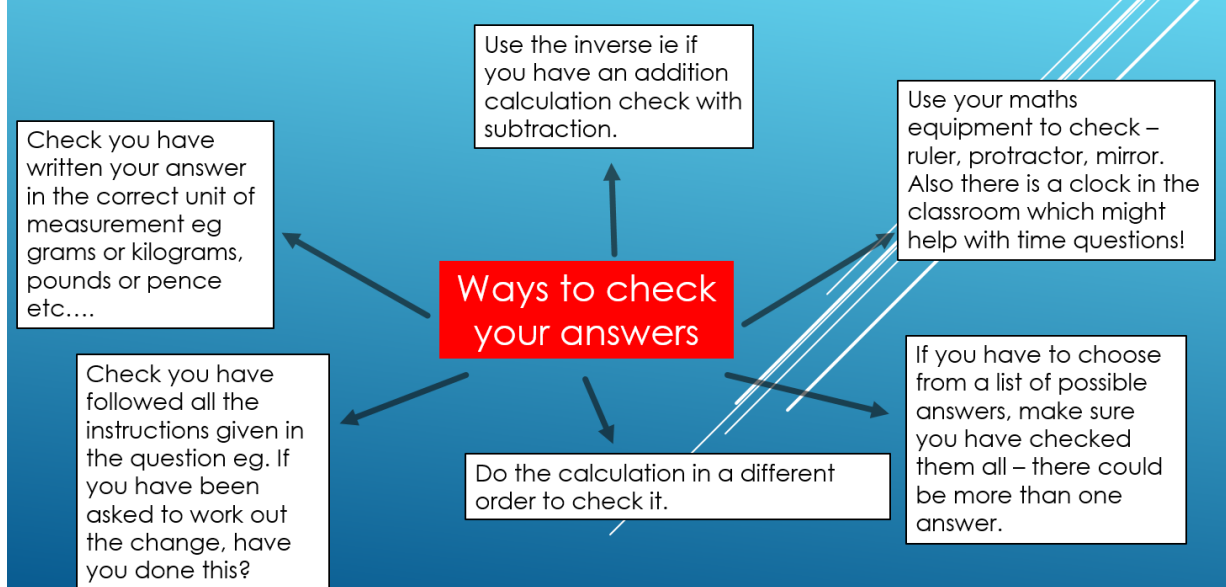 Ways to check
your answers
Use the inverse ie if
you have an addition
calculation check with
subtraction.
Use your maths
equipment to check –
ruler, protractor, mirror.
Also there is a clock in the
classroom which might
help with time questions!
If you have to choose
from a list of possible
answers, make sure
you have checked
them all – there could
be more than one
answer.
Do the calculation in a different
order to check it.
Check you have
followed all the
instructions given in
the question eg. If
you have been
asked to work out
the change, have
you done this?
Check you have
written your answer
in the correct unit of
measurement eg
grams or kilograms,
pounds or pence
etc….